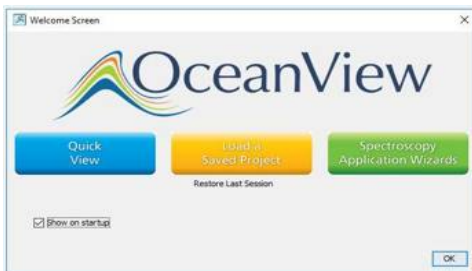 Welcome Screen
OceanView
Quick
View
Load a
Saved Project
Spectroscopy
Application Wizards
Restore Last Session
Show on startup
OK